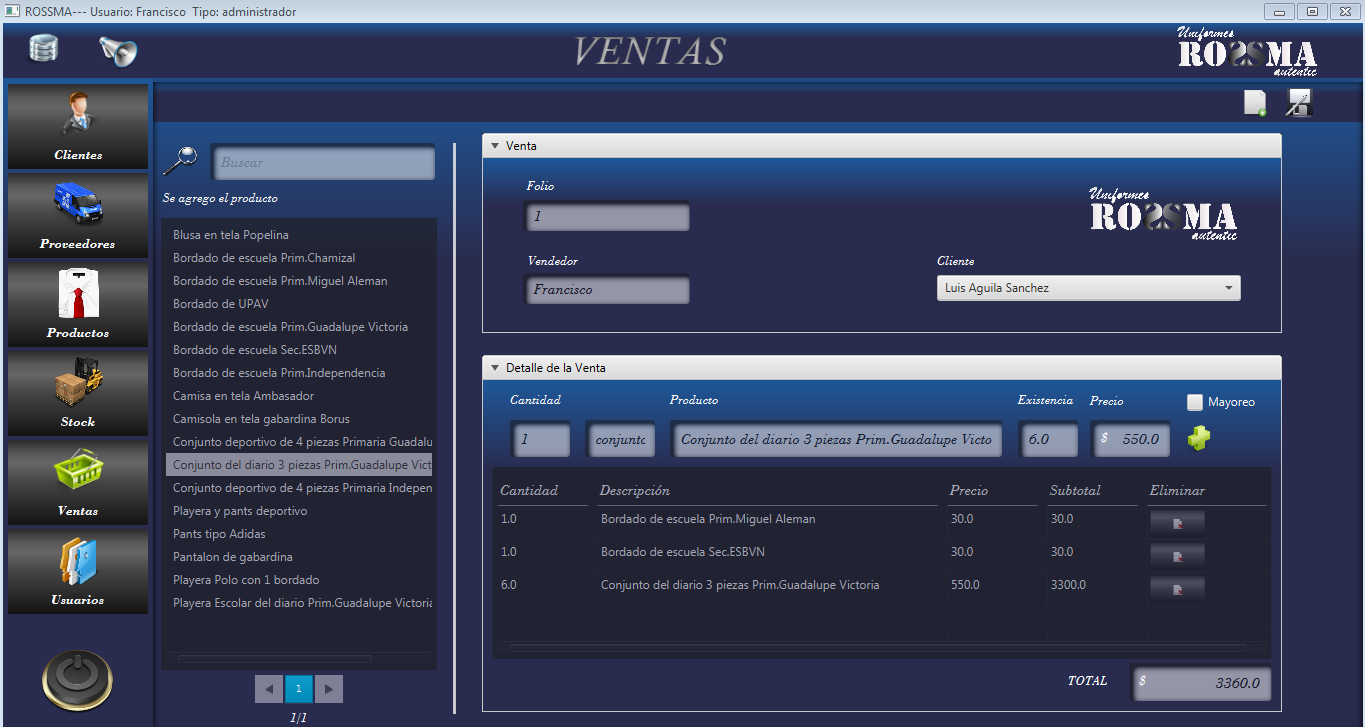 ROSSMA--- Usuario: Francisco Tipo: administrador
VENTAS
Uniformes
ROSSMA
autentic
Clientes
Proveedores
Productos
Stock
Ventas
Usuarios
Buscar
Se agrego el producto
Blusa en tela Popelina
Bordado de escuela Prim.Chamizal
Bordado de escuela Prim.Miguel Aleman
Bordado de UPAV
Bordado de escuela Prim.Guadalupe Victoria
Bordado de escuela Sec.ESBVN
Bordado de escuela Prim.Independencia
Camisa en tela Ambasador
Camisola en tela gabardina Borus
Conjunto deportivo de 4 piezas Primaria Guadalu
Conjunto del diario 3 piezas Prim.Guadalupe Vict
Conjunto deportivo de 4 piezas Primaria Indepen
Playera y pants deportivo
Pants tipo Adidas
Pantalon de gabardina
Playera Polo con 1 bordado
Playera Escolar del diario Prim.Guadalupe Victoria
1
1/1
Venta
Folio
1
Uniformes
ROSSMA
autentic
Vendedor
Cliente
Francisco
Luis Aguila Sanchez
Detalle de la Venta
Cantidad Producto Existencia Precio Mayoreo
1 conjunto Conjunto del diario 3 piezas Prim.Guadalupe Victo 6.0 $ 550.0
Cantidad Descripción Precio Subtotal Eliminar
1.0 Bordado de escuela Prim.Miguel Aleman 30.0 30.0
1.0 Bordado de escuela Sec.ESBVN 30.0 30.0
6.0 Conjunto del diario 3 piezas Prim.Guadalupe Victoria 550.0 3300.0
TOTAL $ 3360.0